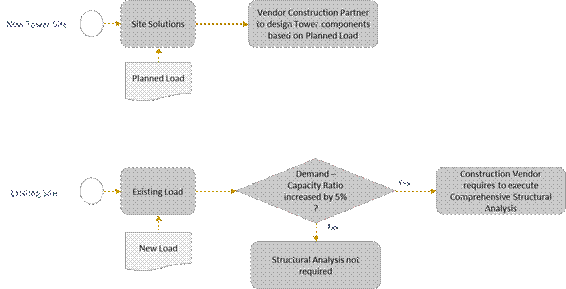 New Tower Site
Site Solutions
Vendor Construction Partner
to design Tower components
based on Planned Load
Planned Load
Existing Site
Existing Load
Demand –
Capacity Ratio
increased by 5%
?
Yes
Construction Vendor
requires to execute
Comprehensive Structural
Analysis
New Load
Structural Analysis not
required